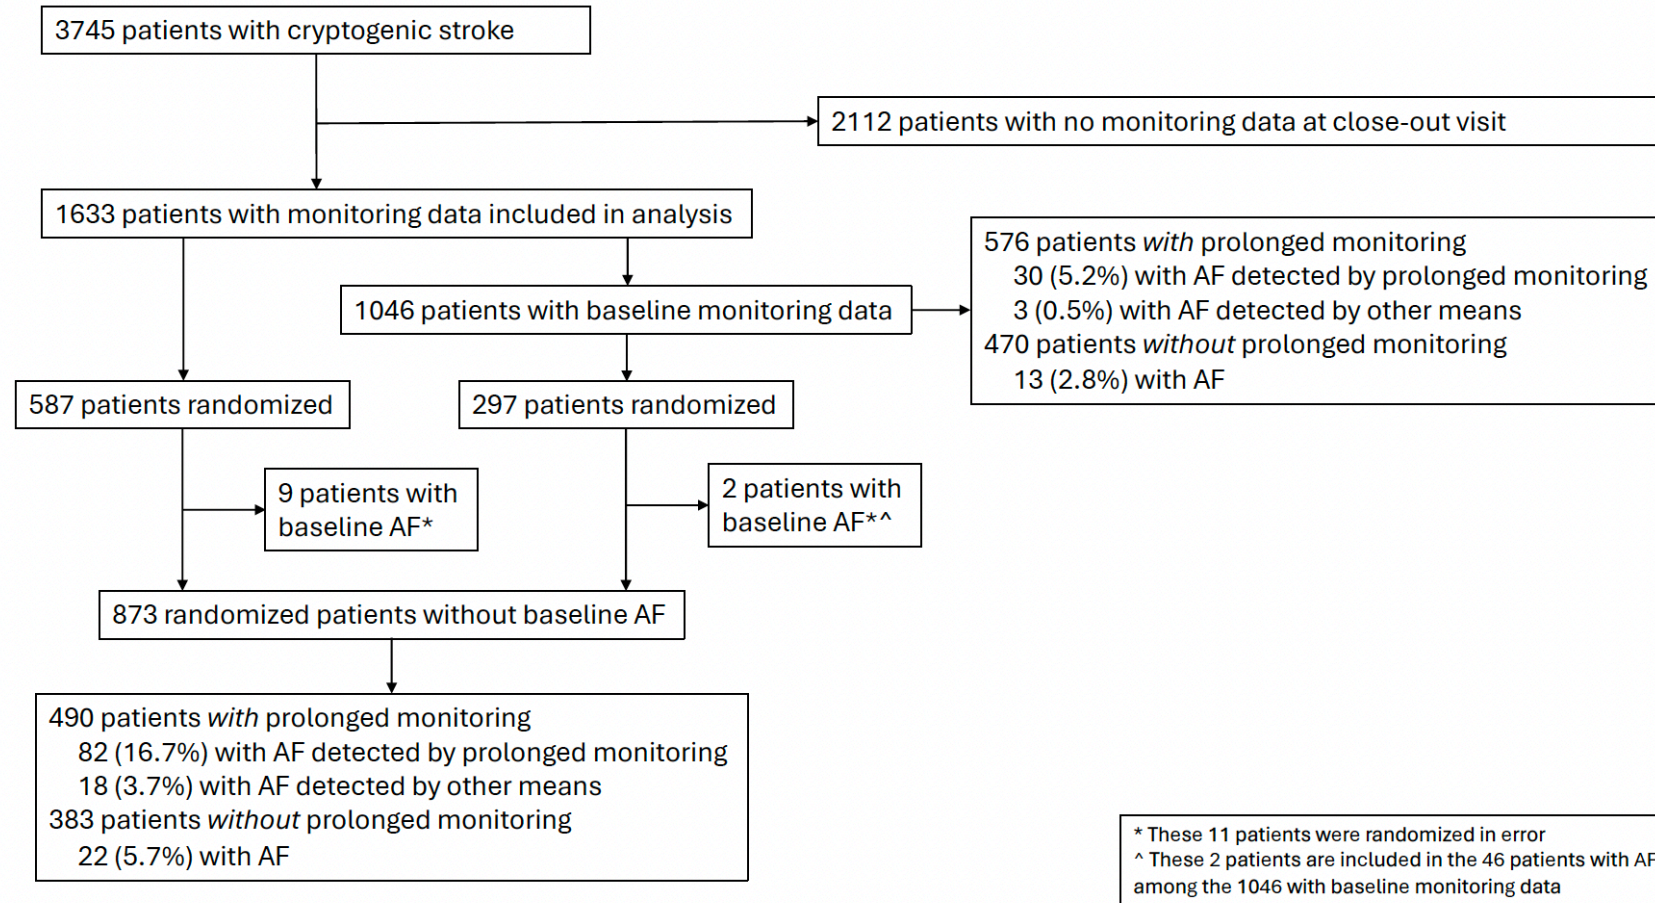 3745 patients with cryptogenic stroke
2112 patients with no monitoring data at close-out visit
1633 patients with monitoring data included in analysis
576 patients with prolonged monitoring
30 (5.2%) with AF detected by prolonged monitoring
3 (0.5%) with AF detected by other means
470 patients without prolonged monitoring
13 (2.8%) with AF
1046 patients with baseline monitoring data
587 patients randomized
297 patients randomized
9 patients with
baseline AF*
2 patients with
baseline AF*^
873 randomized patients without baseline AF
490 patients with prolonged monitoring
82 (16.7%) with AF detected by prolonged monitoring
18 (3.7%) with AF detected by other means
383 patients without prolonged monitoring
22 (5.7%) with AF
* These 11 patients were randomized in error
^ These 2 patients are included in the 46 patients with AF
among the 1046 with baseline monitoring data